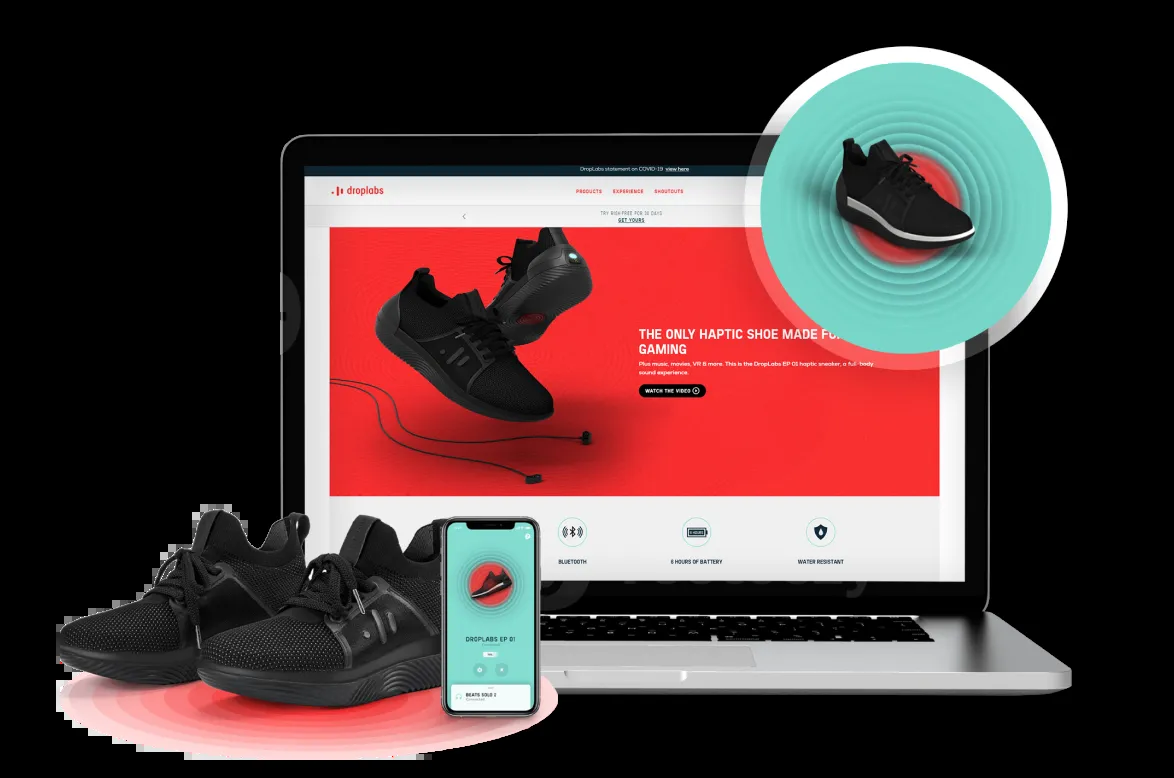 DropLabs statement on COVID-19 view here
droplabs
PRODUCTS EXPERIENCE SHOUTOUTS
TRY RISK-FREE FOR 30 DAYS
GET YOURS
THE ONLY HAPTIC SHOE MADE FO
GAMING
Plus music, movies, VR & more. This is the DropLabs EP 01 haptic sneaker, a full-body
sound experience.
WATCH THE VIDEO
BLUETOOTH
6 HOURS OF BATTERY
WATER RESISTANT
DROPLABS EP 01
BEATS SOLO 3